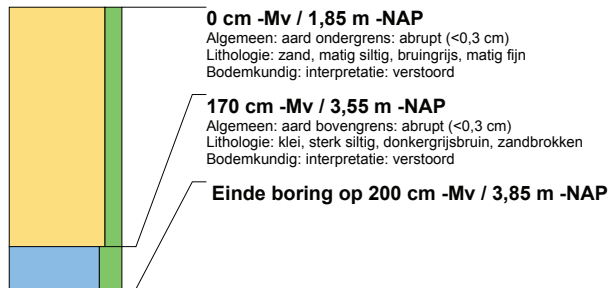 0 cm -Mv / 1,85 m -NAP
Algemeen: aard ondergrens: abrupt (<0,3 cm)
Lithologie: zand, matig siltig, bruingrijs, matig fijn
Bodemkundig: interpretatie: verstoord
170 cm -Mv / 3,55 m -NAP
Algemeen: aard bovengrens: abrupt (<0,3 cm)
Lithologie: klei, sterk siltig, donkergrijsbruin, zandbrokken
Bodemkundig: interpretatie: verstoord
Einde boring op 200 cm -Mv / 3,85 m -NAP